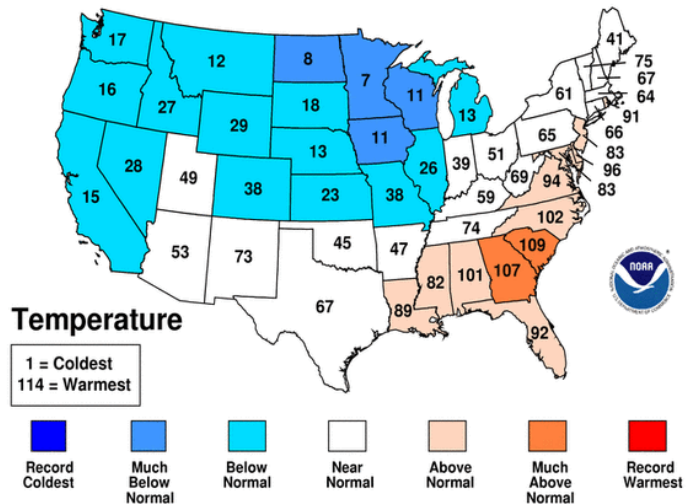 17
12
8
7
11
41
75
67
64
91
66
83
96
83
16
27
18
13
61
29
11
65
28
13
26
39
51
15
49
38
23
38
59
69
94
53
73
45
47
74
102
109
107
67
89
82
101
92
NOAA
Temperature
1 = Coldest
114 = Warmest
Record
Coldest
Much
Below
Normal
Below
Normal
Near
Normal
Above
Normal
Much
Above
Normal
Record
Warmest